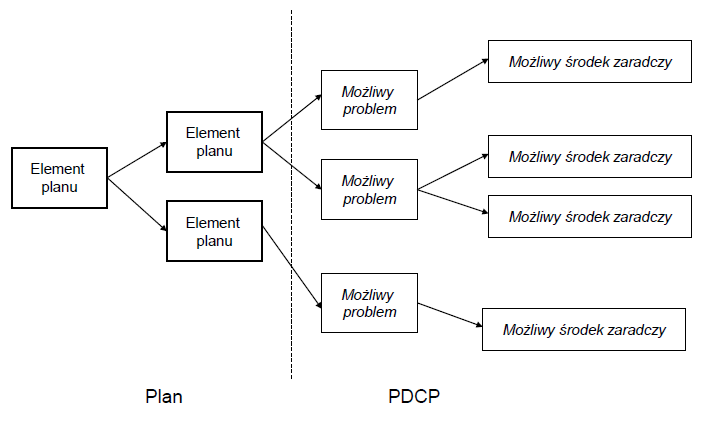 Element
planu
Element
planu
Element
planu
Możliwy
problem
Możliwy
problem
Możliwy
problem
Możliwy środek zaradczy
Możliwy środek zaradczy
Możliwy środek zaradczy
Możliwy środek zaradczy
Plan
PDCP